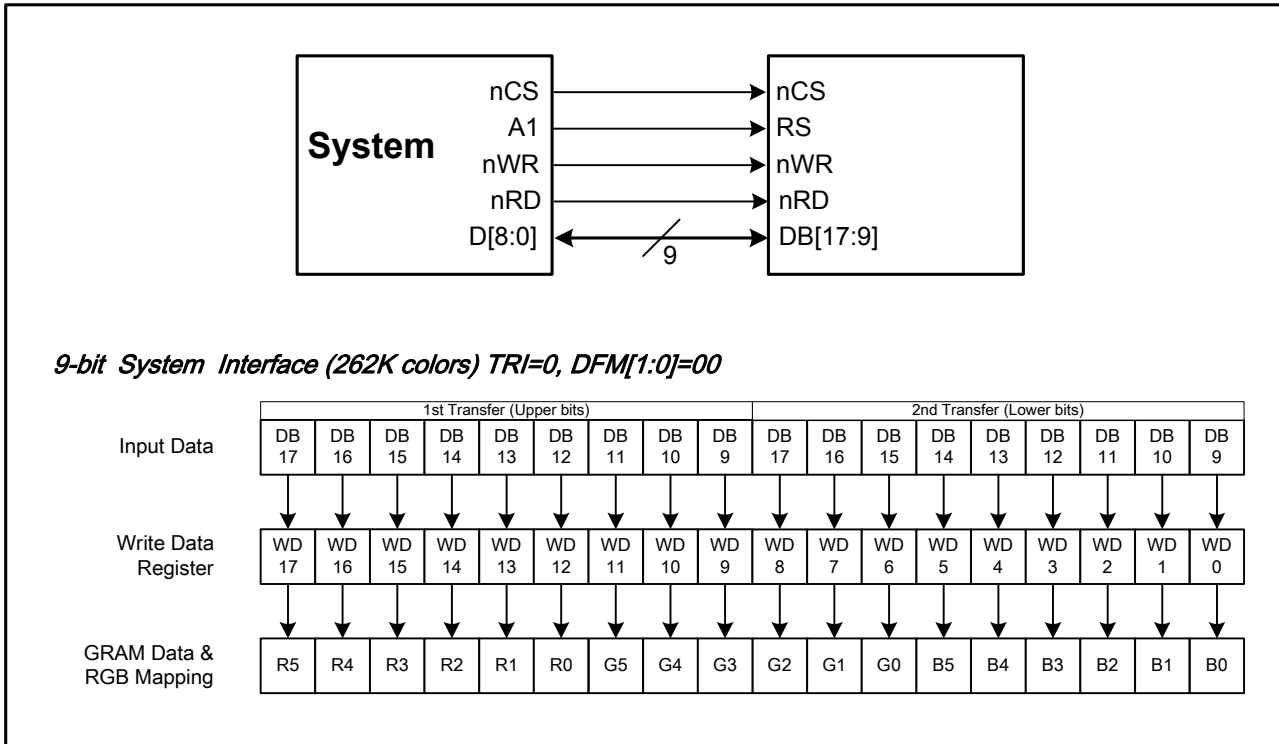 System
nCS
A1
nWR
nRD
D[8:0]
9
nCS
RS
nWR
nRD
DB[17:9]
9-bit System Interface (262K colors) TRI=0, DFM[1:0]=00
1st Transfer (Upper bits) 2nd Transfer (Lower bits)
Input Data
DB DB DB DB DB DB DB DB DB DB DB DB DB DB DB DB DB DB
17 16 15 14 13 12 11 10 9 17 16 15 14 13 12 11 10 9
Write Data
Register
WD WD WD WD WD WD WD WD WD WD WD WD WD WD WD WD WD WD
17 16 15 14 13 12 11 10 9 8 7 6 5 4 3 2 1 0
GRAM Data &
RGB Mapping
R5 R4 R3 R2 R1 R0 G5 G4 G3 G2 G1 G0 B5 B4 B3 B2 B1 B0